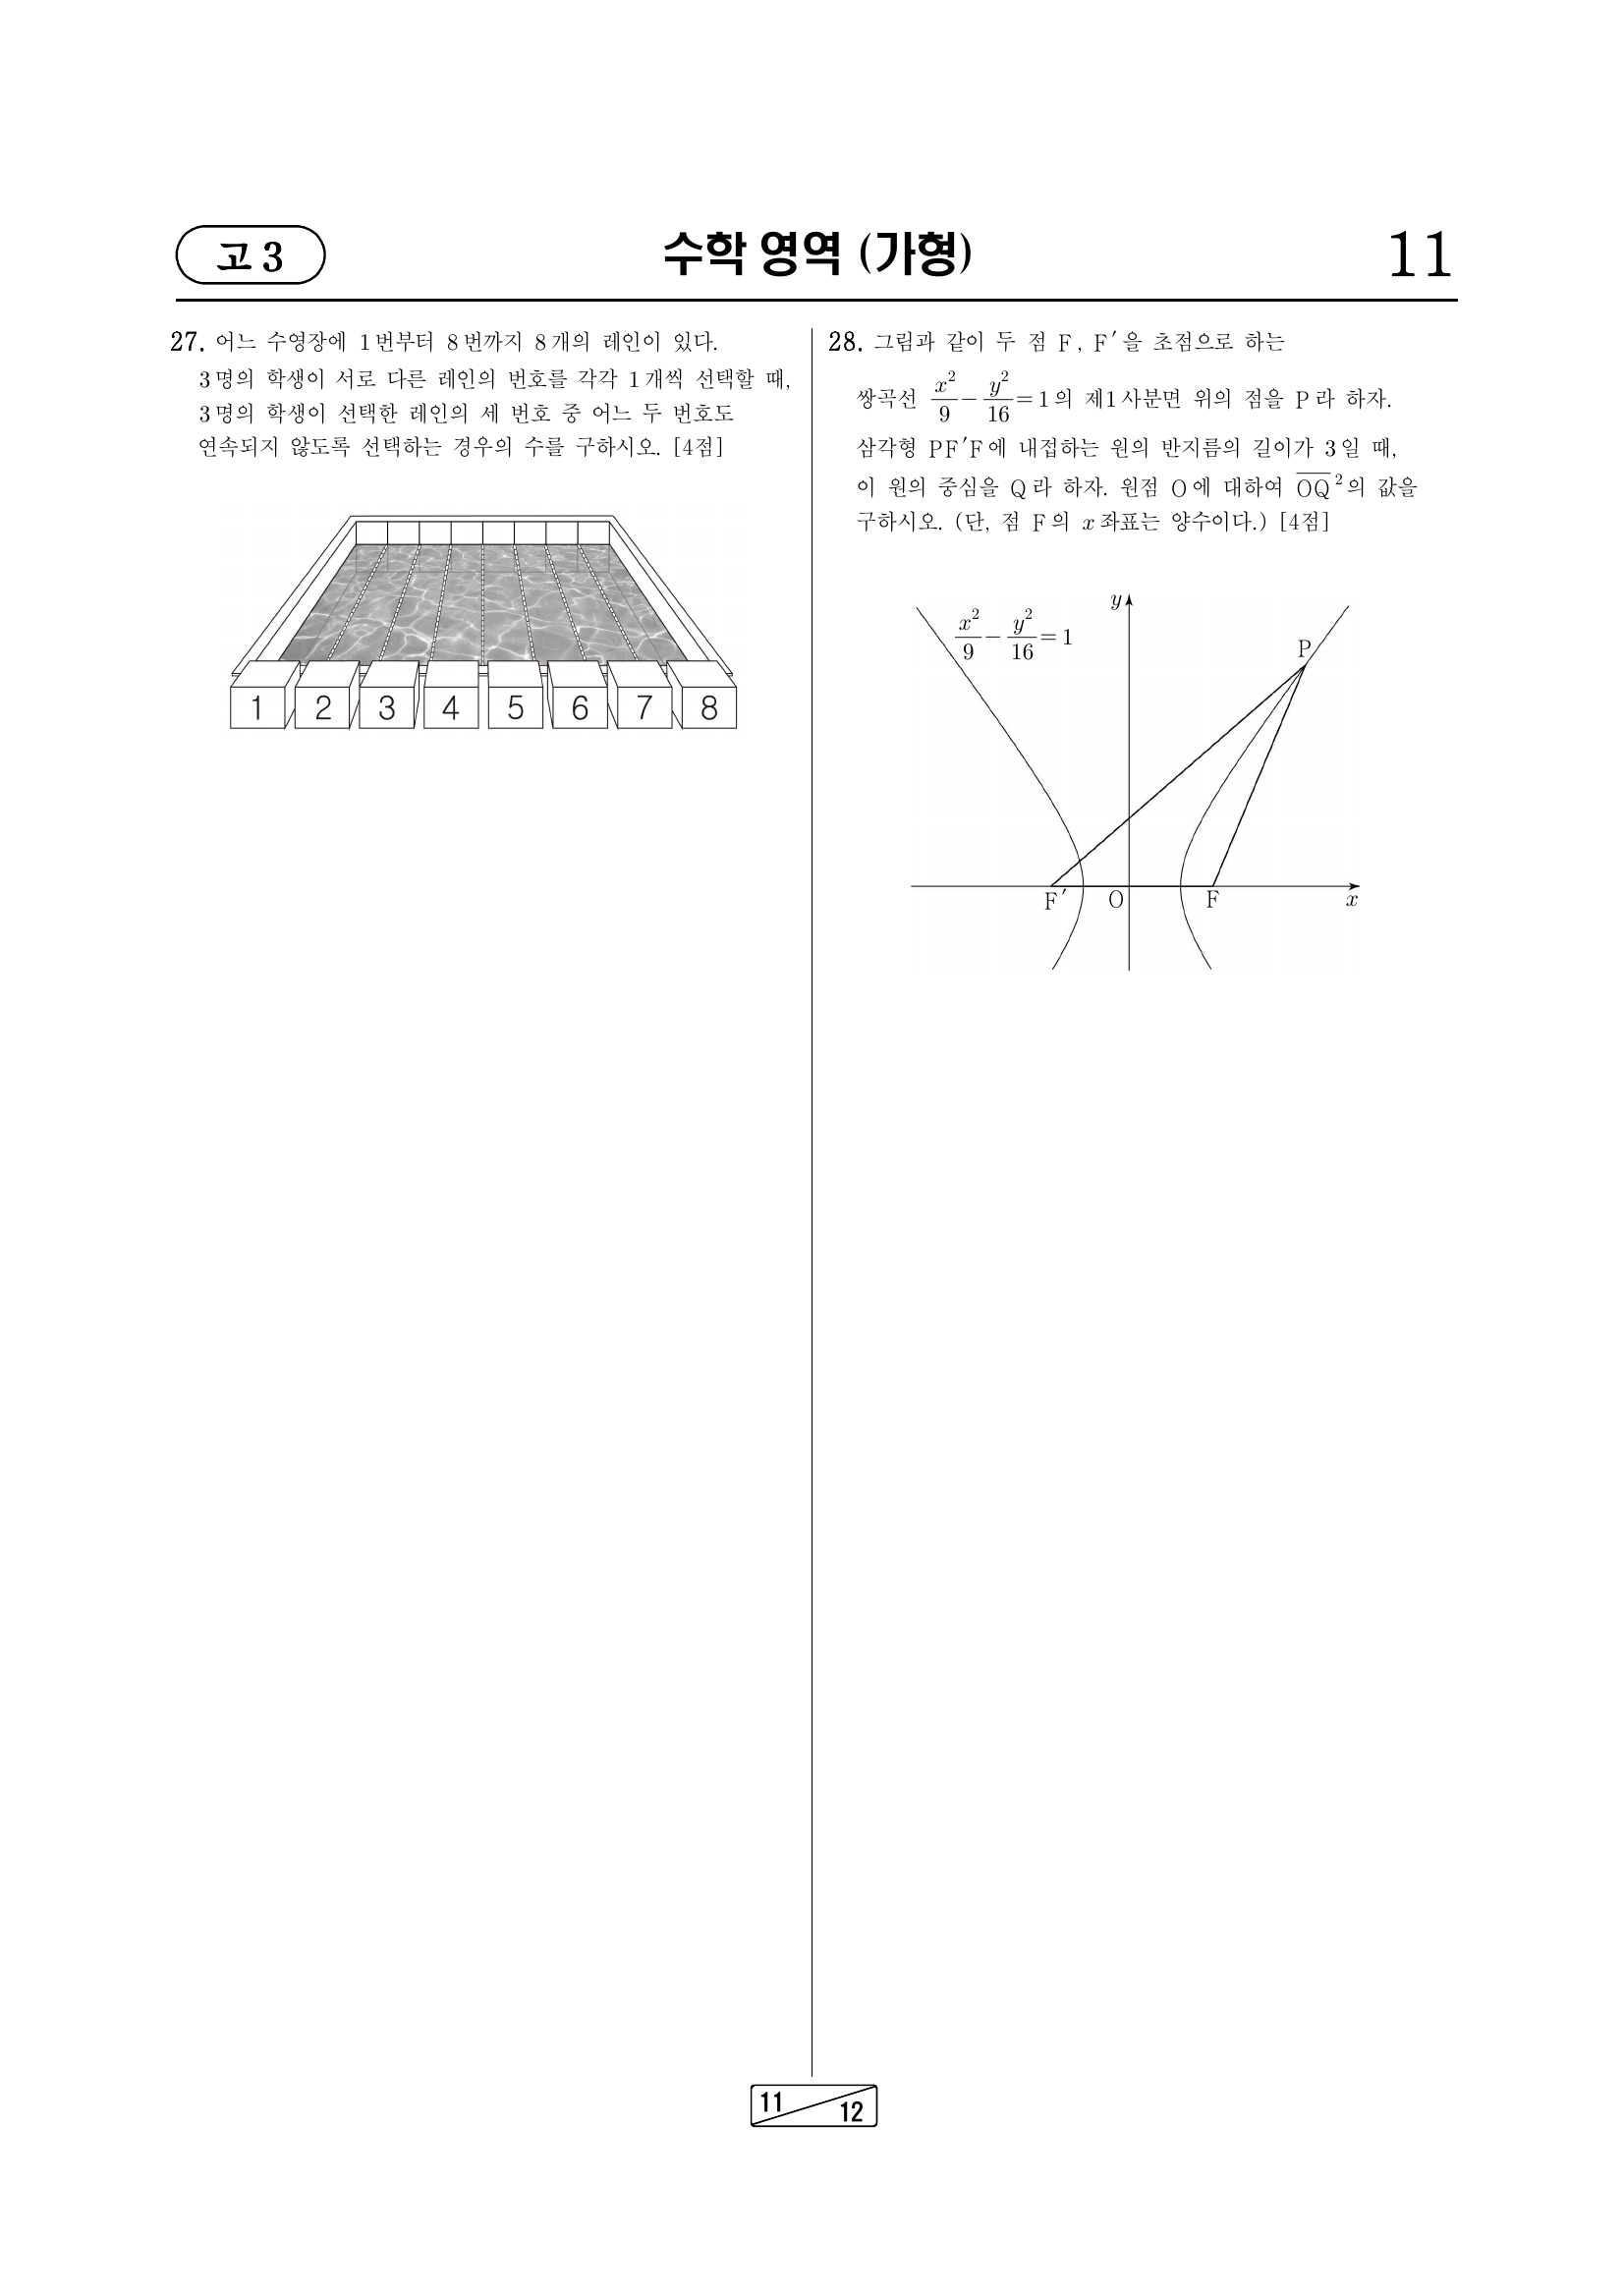 고 3
수학 영역 (가형)
11
27. 어느 수영장에 1번부터 8번까지 8개의 레인이 있다.
3명의 학생이 서로 다른 레인의 번호를 각각 1개씩 선택할 때,
3명의 학생이 선택한 레인의 세 번호 중 어느 두 번호도
연속되지 않도록 선택하는 경우의 수를 구하시오. [4점]
1 2 3 4 5 6 7 8
28. 그림과 같이 두 점 F, F′을 초점으로 하는
쌍곡선 x²/9 − y²/16 = 1의 제1사분면 위의 점을 P라 하자.
삼각형 PF′F에 내접하는 원의 반지름의 길이가 3일 때,
이 원의 중심을 Q라 하자. 원점 O에 대하여 O̅Q̅²의 값을
구하시오. (단, 점 F의 x좌표는 양수이다.) [4점]
y
x²/9 − y²/16 = 1
P
F′ O F x
11
12